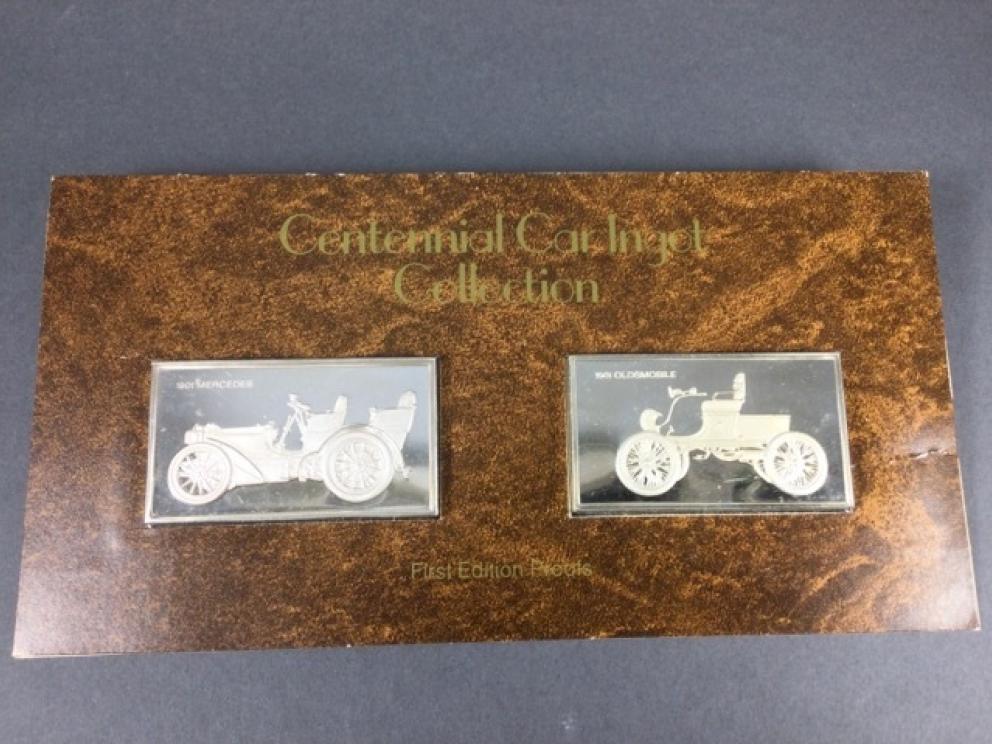 Centennial Car Ingot
Collection
1901 MERCEDES
1901 OLDSMOBILE
First Edition Proofs